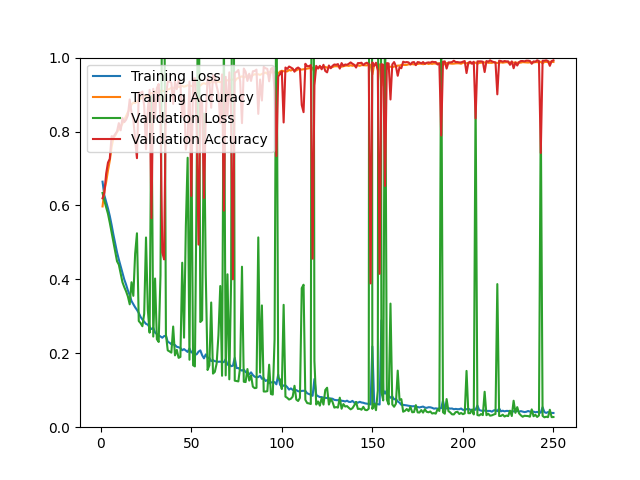 1.0
0.8
0.6
0.4
0.2
0.0
Training Loss
Training Accuracy
Validation Loss
Validation Accuracy
0 50 100 150 200 250